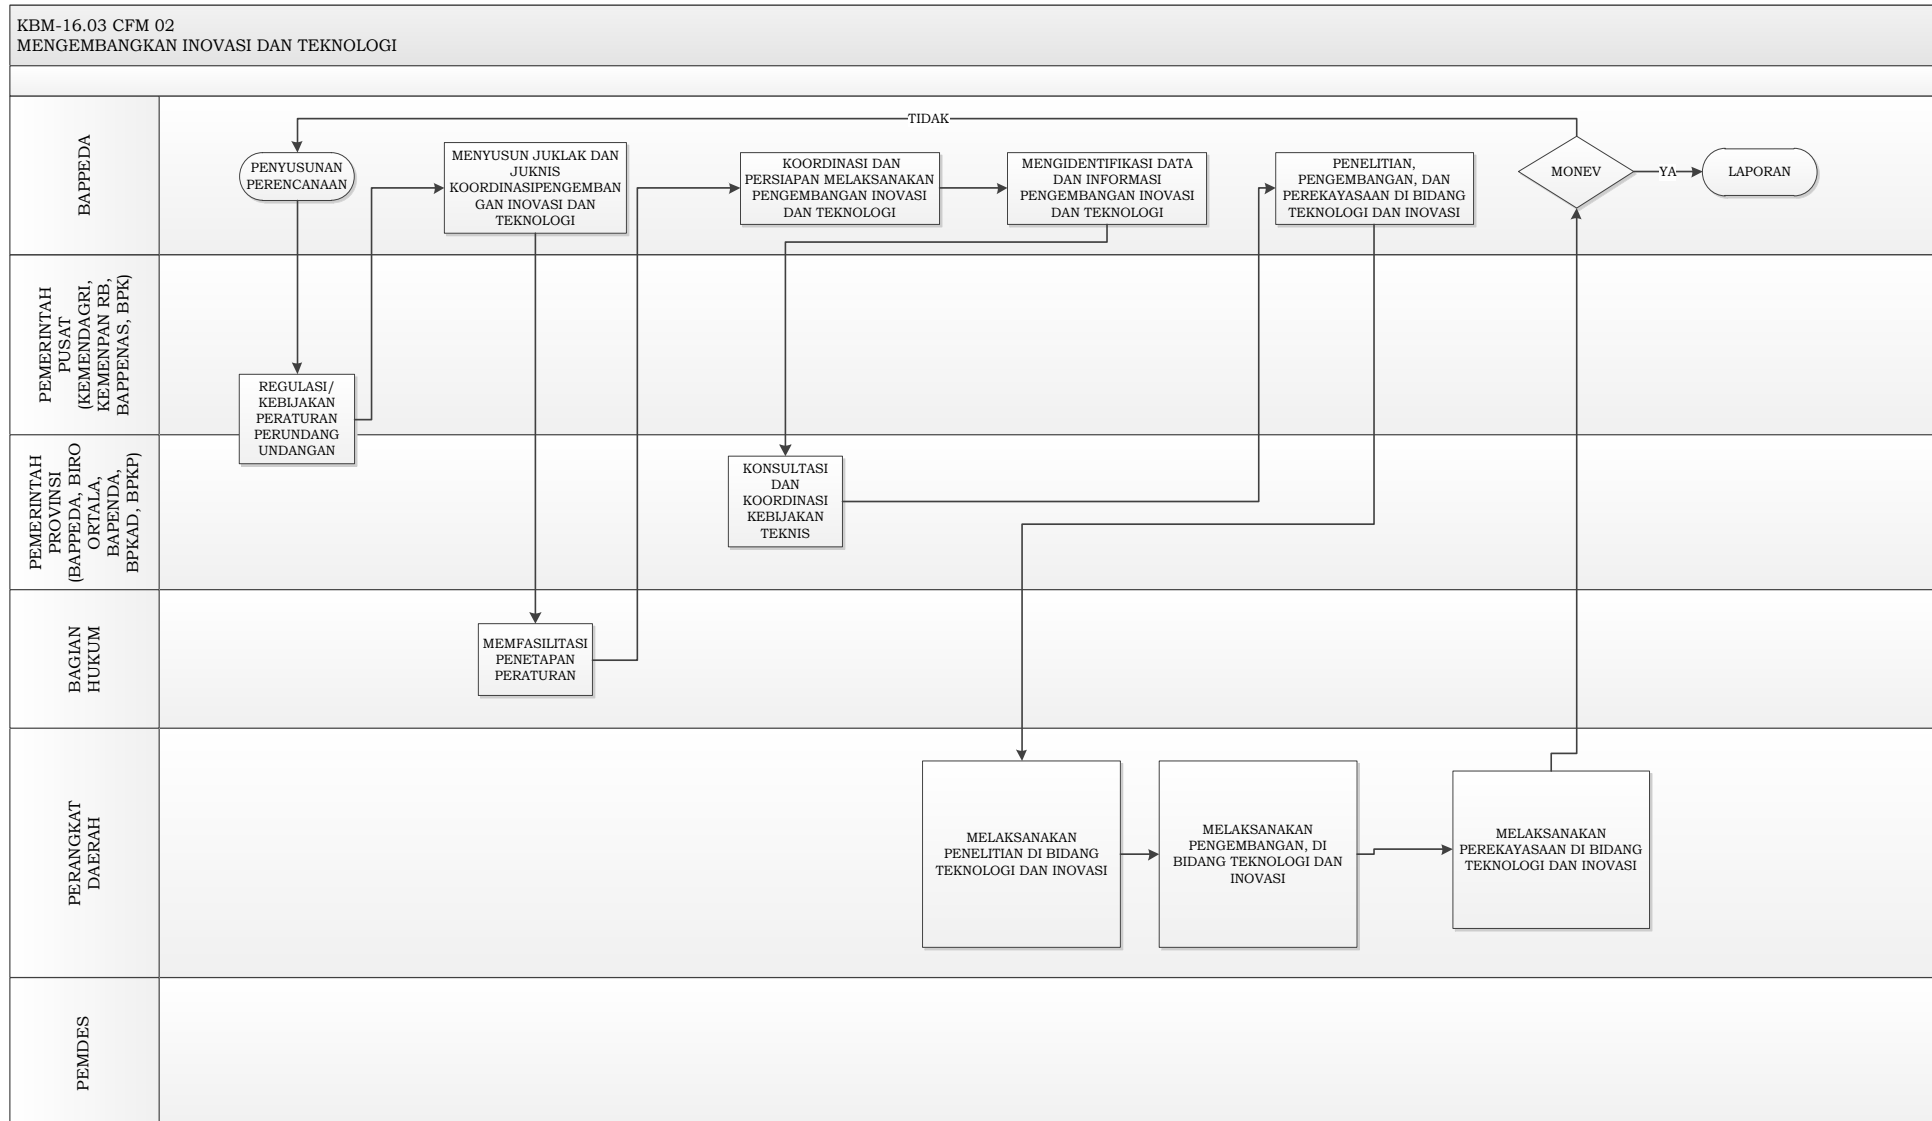 KBM-16.03 CFM 02
MENGEMBANGKAN INOVASI DAN TEKNOLOGI
BAPPEDA
TIDAK
PENYUSUNAN
PERENCANAAN
MENYUSUN JUKLAK DAN
JUKNIS
KOORDINASIPENGEMBAN
GAN INOVASI DAN
TEKNOLOGI
KOORDINASI DAN
PERSIAPAN MELAKSANAKAN
PENGEMBANGAN INOVASI
DAN TEKNOLOGI
MENGIDENTIFIKASI DATA
DAN INFORMASI
PENGEMBANGAN INOVASI
DAN TEKNOLOGI
PENELITIAN,
PENGEMBANGAN, DAN
PEREKAYASAAN DI BIDANG
TEKNOLOGI DAN INOVASI
MONEV
YA
LAPORAN
PEMERINTAH
PUSAT
(KEMENDAGRI,
KEMENPAN RB,
BAPPENAS, BPK)
REGULASI/
KEBIJAKAN
PERATURAN
PERUNDANG
UNDANGAN
PEMERINTAH
PROVINSI
(BAPPEDA, BIRO
ORTALA,
BAPENDA,
BPKAD, BPKP)
KONSULTASI
DAN
KOORDINASI
KEBIJAKAN
TEKNIS
BAGIAN
HUKUM
MEMFASILITASI
PENETAPAN
PERATURAN
PERANGKAT
DAERAH
MELAKSANAKAN
PENELITIAN DI BIDANG
TEKNOLOGI DAN INOVASI
MELAKSANAKAN
PENGEMBANGAN, DI
BIDANG TEKNOLOGI DAN
INOVASI
MELAKSANAKAN
PEREKAYASAAN DI BIDANG
TEKNOLOGI DAN INOVASI
PEMDES